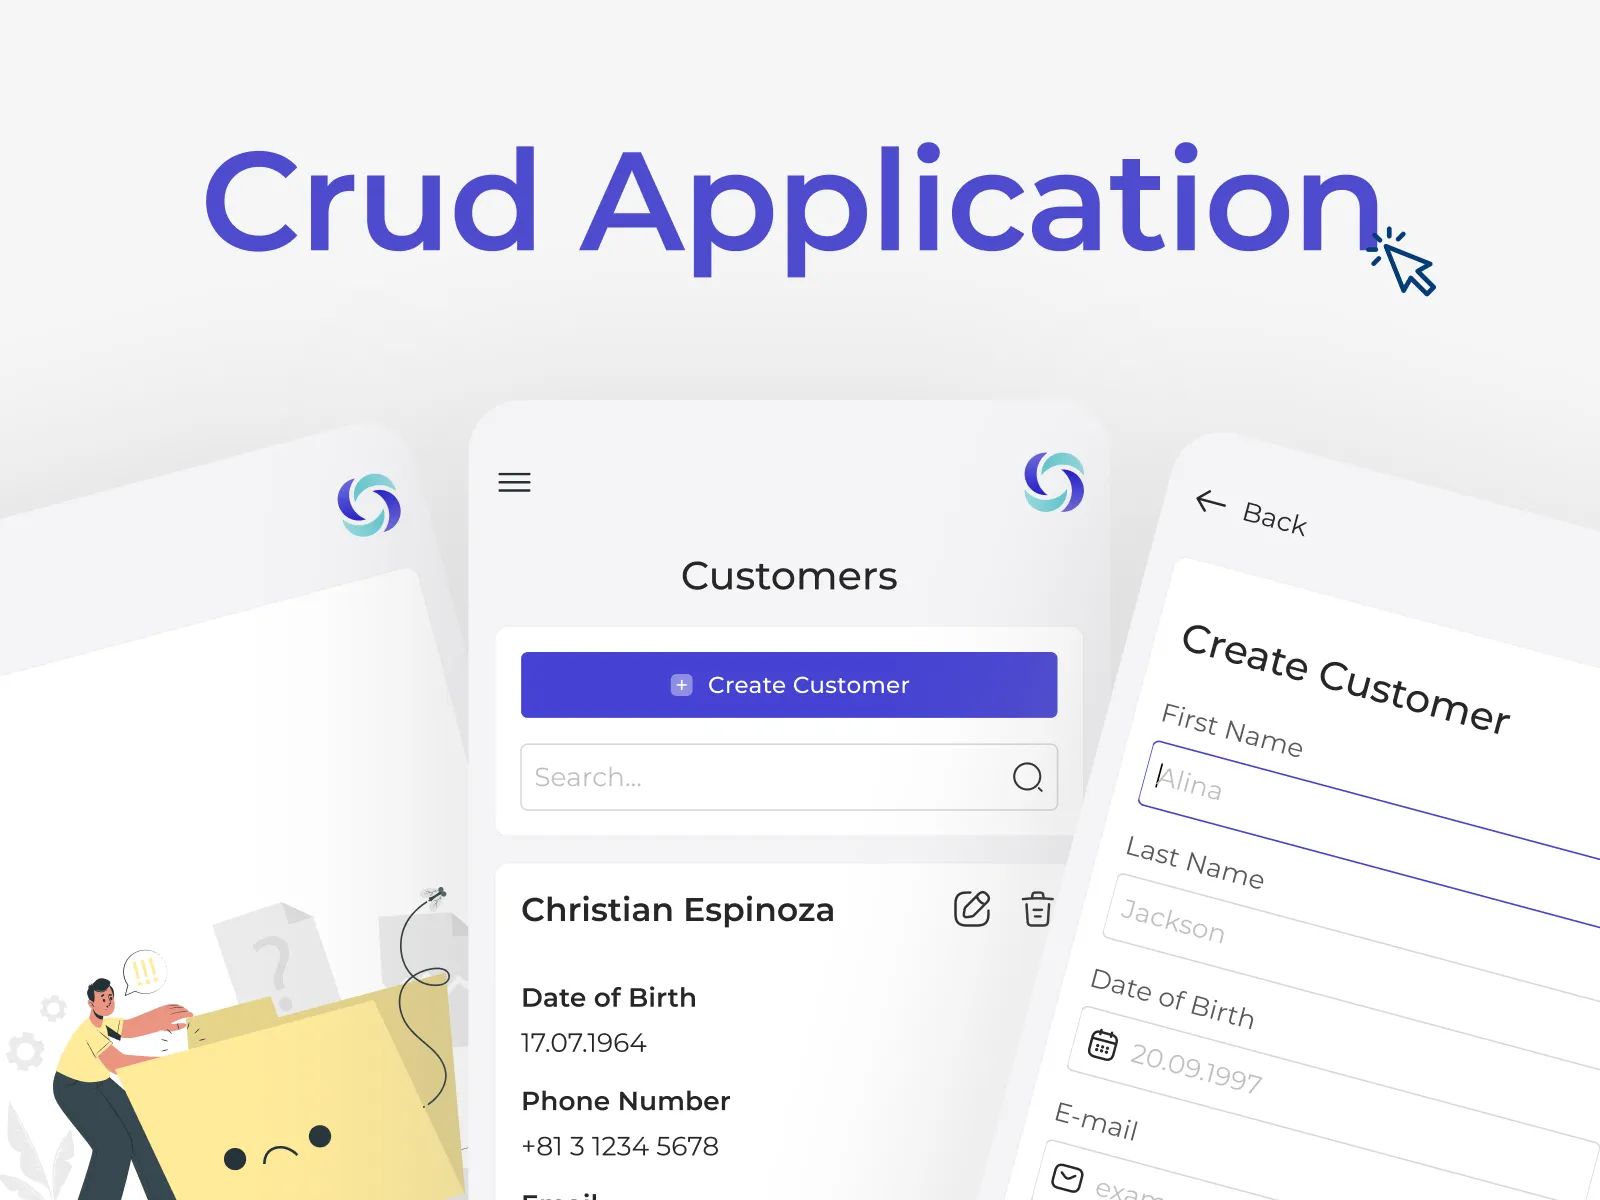 Crud Application
Customers
Create Customer
Search...
Christian Espinoza
Date of Birth
17.07.1964
Phone Number
+81 3 1234 5678
Back
Create Customer
First Name
Alina
Last Name
Jackson
Date of Birth
20.09.1997
E-mail
!!!
?